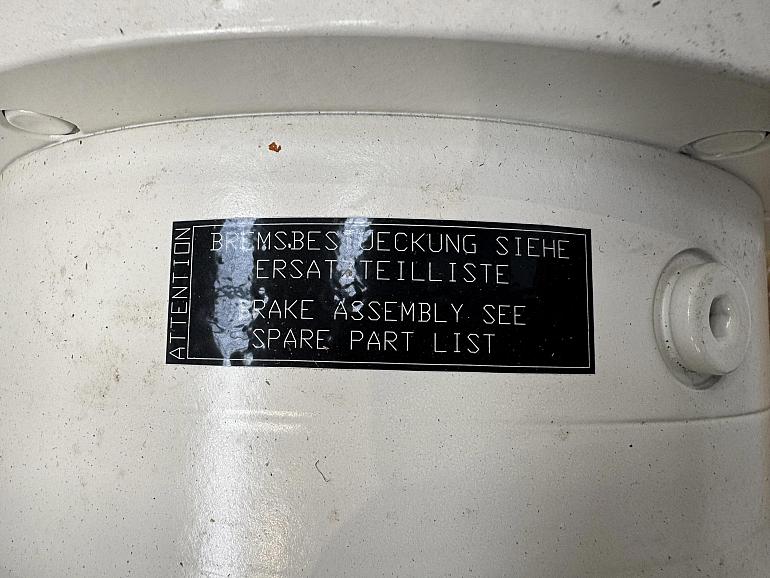 ATTENTION
BREMSBESTUECKUNG SIEHE
ERSATZTEILLISTE
BRAKE ASSEMBLY SEE
SPARE PART LIST